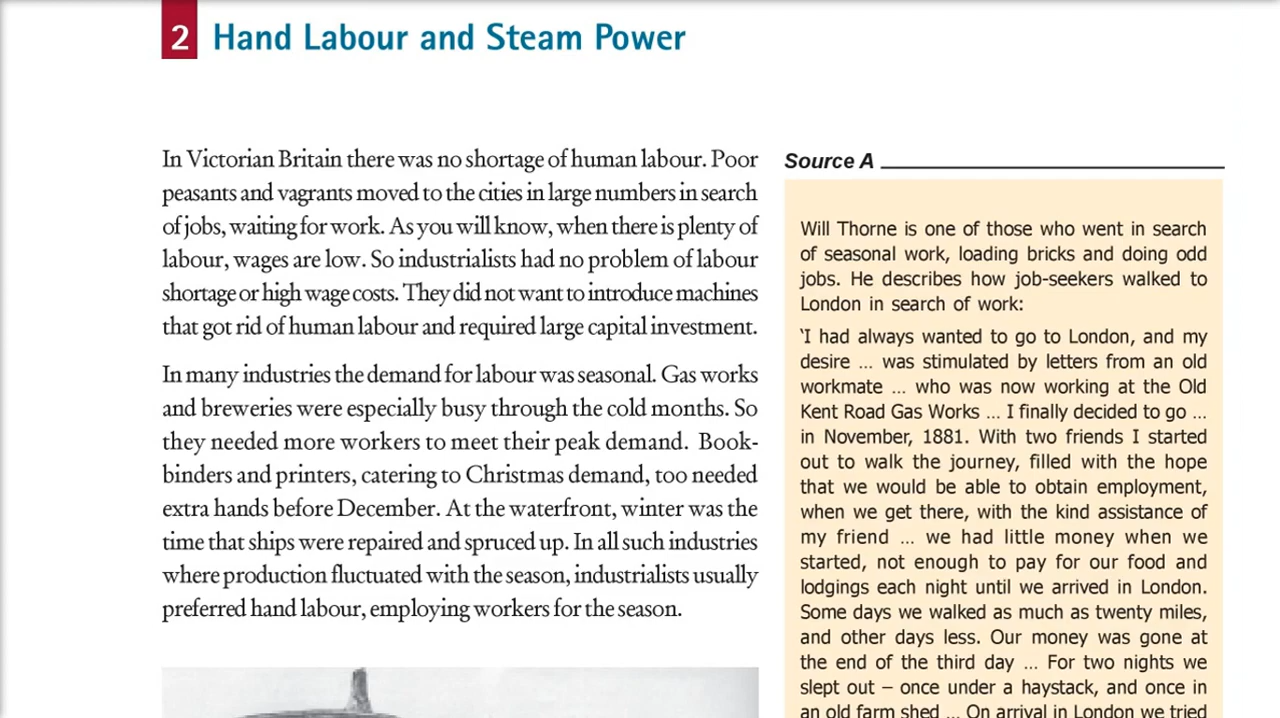 2 Hand Labour and Steam Power
In Victorian Britain there was no shortage of human labour. Poor
peasants and vagrants moved to the cities in large numbers in search
of jobs, waiting for work. As you will know, when there is plenty of
labour, wages are low. So industrialists had no problem of labour
shortage or high wage costs. They did not want to introduce machines
that got rid of human labour and required large capital investment.
In many industries the demand for labour was seasonal. Gas works
and breweries were especially busy through the cold months. So
they needed more workers to meet their peak demand. Book-
binders and printers, catering to Christmas demand, too needed
extra hands before December. At the waterfront, winter was the
time that ships were repaired and spruced up. In all such industries
where production fluctuated with the season, industrialists usually
preferred hand labour, employing workers for the season.
Source A
Will Thorne is one of those who went in search
of seasonal work, loading bricks and doing odd
jobs. He describes how job-seekers walked to
London in search of work:
‘I had always wanted to go to London, and my
desire … was stimulated by letters from an old
workmate … who was now working at the Old
Kent Road Gas Works … I finally decided to go …
in November, 1881. With two friends I started
out to walk the journey, filled with the hope
that we would be able to obtain employment,
when we get there, with the kind assistance of
my friend … we had little money when we
started, not enough to pay for our food and
lodgings each night until we arrived in London.
Some days we walked as much as twenty miles,
and other days less. Our money was gone at
the end of the third day … For two nights we
slept out – once under a haystack, and once in
an old farm shed … On arrival in London we tried